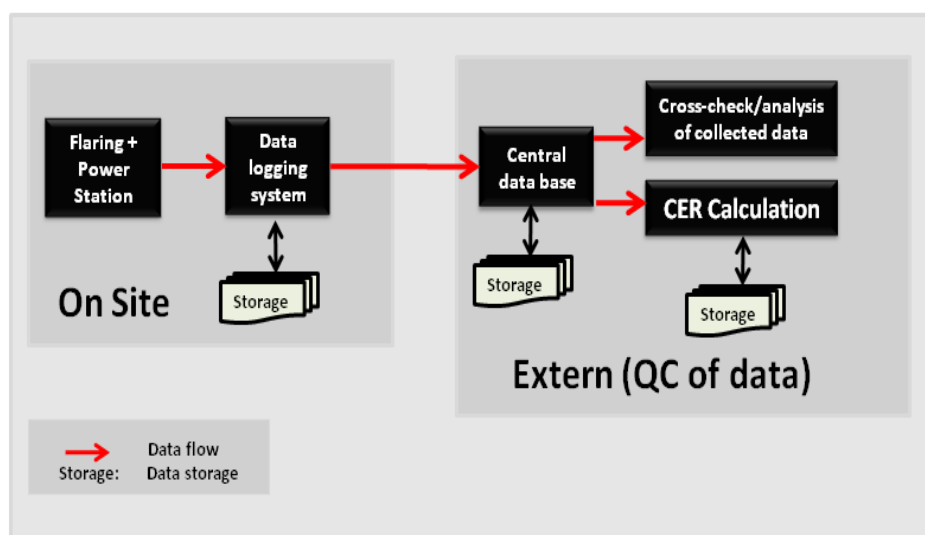 Flaring +
Power
Station
Data
logging
system
Storage
On Site
Central
data base
Storage
Cross-check/analysis
of collected data
CER Calculation
Storage
Extern (QC of data)
Data flow
Storage: Data storage